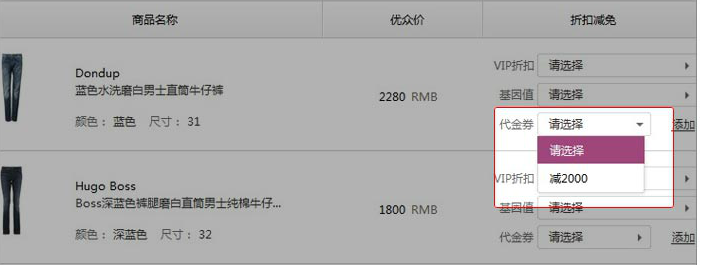 商品名称 优众价 折扣减免
Dondup
蓝色水洗磨白男士直筒牛仔裤
颜色： 蓝色 尺寸： 31
2280 RMB
VIP折扣 请选择
基因值 请选择
代金券 请选择 添加
请选择
减2000
Hugo Boss
Boss深蓝色裤腿磨白直筒男士纯棉牛仔...
颜色： 深蓝色 尺寸： 32
1800 RMB
VIP折扣
基因值 请选择
代金券 请选择 添加